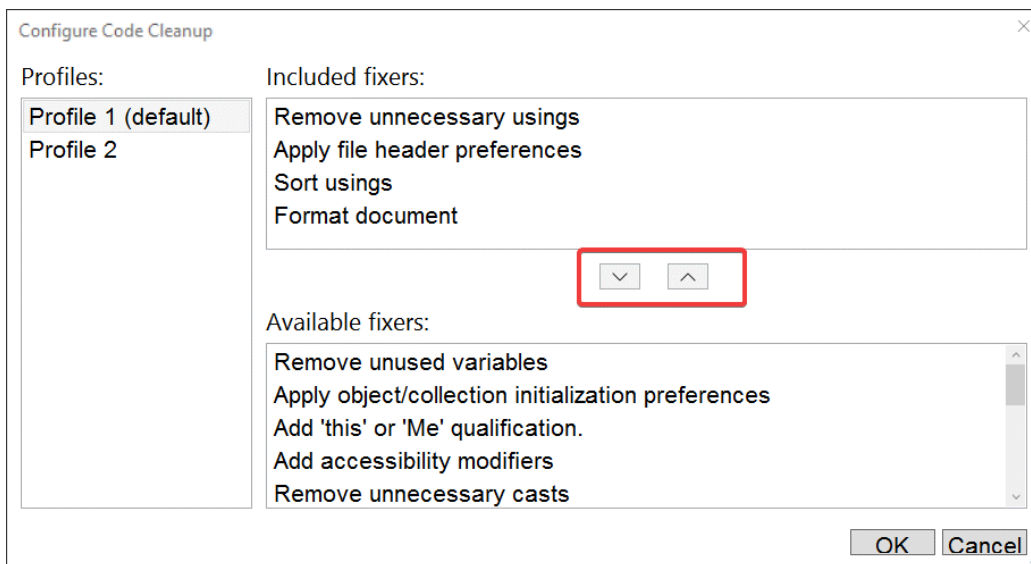 Configure Code Cleanup
Profiles:
Profile 1 (default)
Profile 2
Included fixers:
Remove unnecessary usings
Apply file header preferences
Sort usings
Format document
Available fixers:
Remove unused variables
Apply object/collection initialization preferences
Add 'this' or 'Me' qualification.
Add accessibility modifiers
Remove unnecessary casts
OK
Cancel